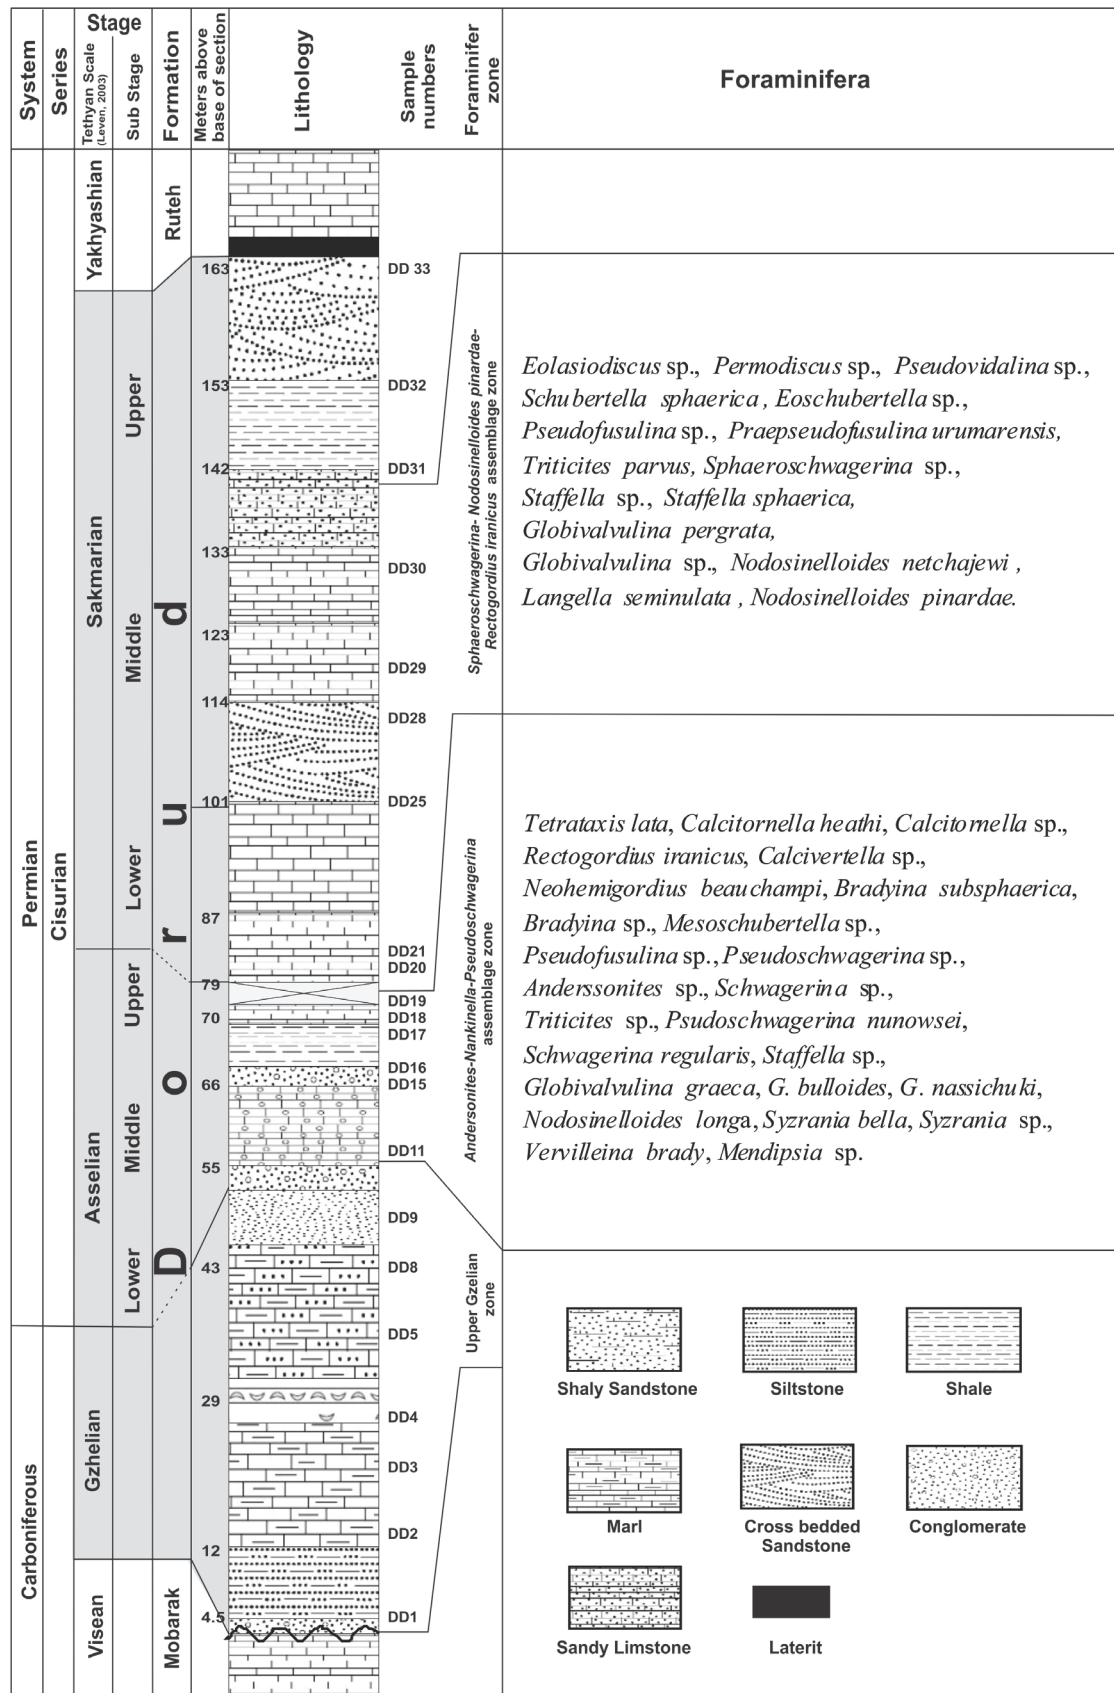 System
Series
Stage
Tethyan Scale
(Leven, 2003)
Sub Stage
Formation
Meters above
base of section
Lithology
Sample
numbers
Foraminifer
zone
Foraminifera
Permian
Carboniferous
Cisurian
Yakhyashian
Sakmarian
Asselian
Gzhelian
Visean
Upper
Middle
Lower
Upper
Middle
Lower
Ruteh
Dorud
Mobarak
163
153
142
133
123
114
101
87
79
70
66
55
43
29
12
4.5
DD 33
DD32
DD31
DD30
DD29
DD28
DD25
DD21
DD20
DD19
DD18
DD17
DD16
DD15
DD11
DD9
DD8
DD5
DD4
DD3
DD2
DD1
Sphaeroschwagerina- Nodosinelloides pinardae-
Rectogordius iranicus assemblage zone
Andersonites-Nankinella-Pseudoschwagerina
assemblage zone
Upper Gzelian
zone
Eolasiodiscus sp., Permodiscus sp., Pseudovidalina sp.,
Schubertella sphaerica , Eoschubertella sp.,
Pseudofusulina sp., Praepseudofusulina urumarensis,
Triticites parvus, Sphaeroschwagerina sp.,
Staffella sp., Staffella sphaerica,
Globivalvulina pergrata,
Globivalvulina sp., Nodosinelloides netchajewi ,
Langella seminulata , Nodosinelloides pinardae.
Tetrataxis lata, Calcitornella heathi, Calcitornella sp.,
Rectogordius iranicus, Calcivertella sp.,
Neohemigordius beauchampi, Bradyina subsphaerica,
Bradyina sp., Mesoschubertella sp.,
Pseudofusulina sp., Pseudoschwagerina sp.,
Anderssonites sp., Schwagerina sp.,
Triticites sp., Psudoschwagerina nunowsei,
Schwagerina regularis, Staffella sp.,
Globivalvulina graeca, G. bulloides, G. nassichuki,
Nodosinelloides longa, Syzrania bella, Syzrania sp.,
Vervilleina brady, Mendipsia sp.
Shaly Sandstone
Siltstone
Shale
Marl
Cross bedded
Sandstone
Conglomerate
Sandy Limstone
Laterit